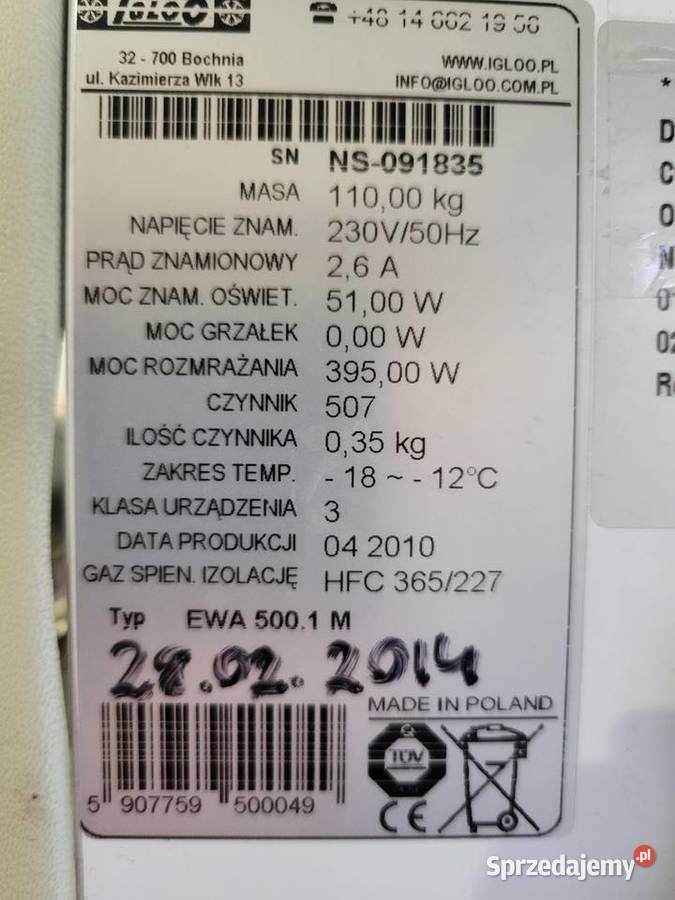 IGLOO
+48 14 662 19 56
32 - 700 Bochnia
ul. Kazimierza Wlk 13
WWW.IGLOO.PL
INFO@IGLOO.COM.PL
SN NS-091835
MASA 110,00 kg
NAPIĘCIE ZNAM. 230V/50Hz
PRĄD ZNAMIONOWY 2,6 A
MOC ZNAM. OŚWIET. 51,00 W
MOC GRZAŁEK 0,00 W
MOC ROZMRAŻANIA 395,00 W
CZYNNIK 507
ILOŚĆ CZYNNIKA 0,35 kg
ZAKRES TEMP. - 18 ~ - 12°C
KLASA URZĄDZENIA 3
DATA PRODUKCJI 04 2010
GAZ SPIEN. IZOLACJĘ HFC 365/227
Typ EWA 500.1 M
28.02.2014
MADE IN POLAND
TÜV
CE
5 907759 500049
*
D
C
O
N
02
Sprzedajemy.pl